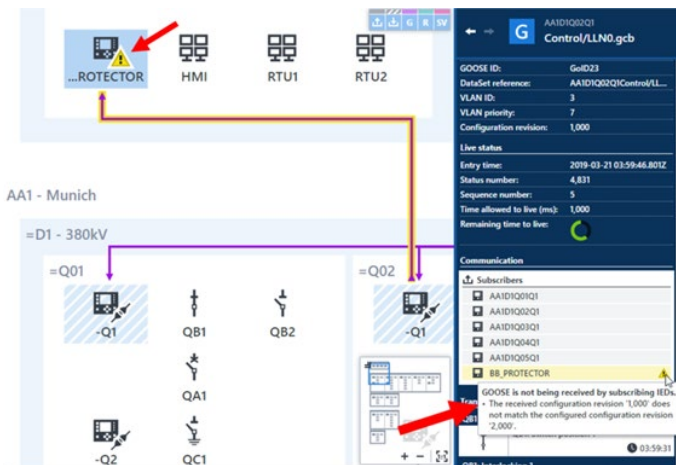 G R SV
...ROTECTOR
HMI
RTU1
RTU2
AA1 - Munich
=D1 - 380kV
=Q01
=Q02
-Q1
QB1
QB2
-Q1
QA1
-Q2
QC1
G
AA1D1Q02Q1
Control/LLN0.gcb
GOOSE ID: GoID23
DataSet reference: AA1D1Q02Q1Control/LL...
VLAN ID: 3
VLAN priority: 7
Configuration revision: 1,000
Live status
Entry time: 2019-03-21 03:59:46.801Z
Status number: 4,831
Sequence number: 5
Time allowed to live (ms): 1,000
Remaining time to live:
Communication
Subscribers
AA1D1Q01Q1
AA1D1Q02Q1
AA1D1Q03Q1
AA1D1Q04Q1
AA1D1Q05Q1
BB_PROTECTOR
GOOSE is not being received by subscribing IEDs.
- The received configuration revision '1,000' does
not match the configured configuration revision
'2,000'.
QB1
03:59:31